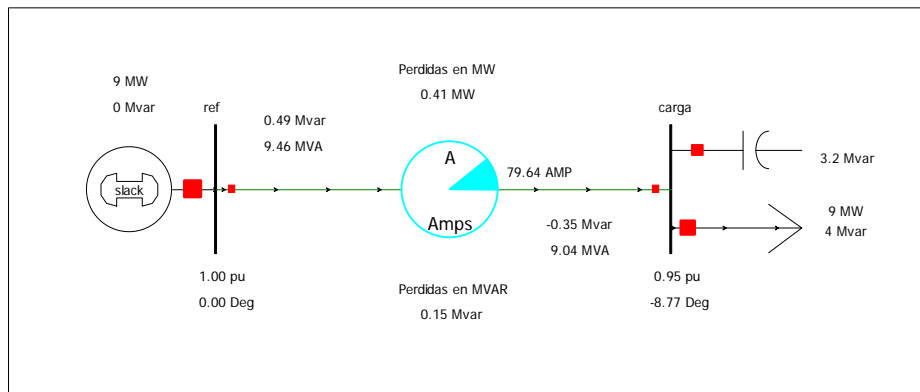 9 MW
0 Mvar
slack
ref
0.49 Mvar
9.46 MVA
1.00 pu
0.00 Deg
Perdidas en MW
0.41 MW
A
Amps
79.64 AMP
-0.35 Mvar
9.04 MVA
Perdidas en MVAR
0.15 Mvar
carga
3.2 Mvar
9 MW
4 Mvar
0.95 pu
-8.77 Deg